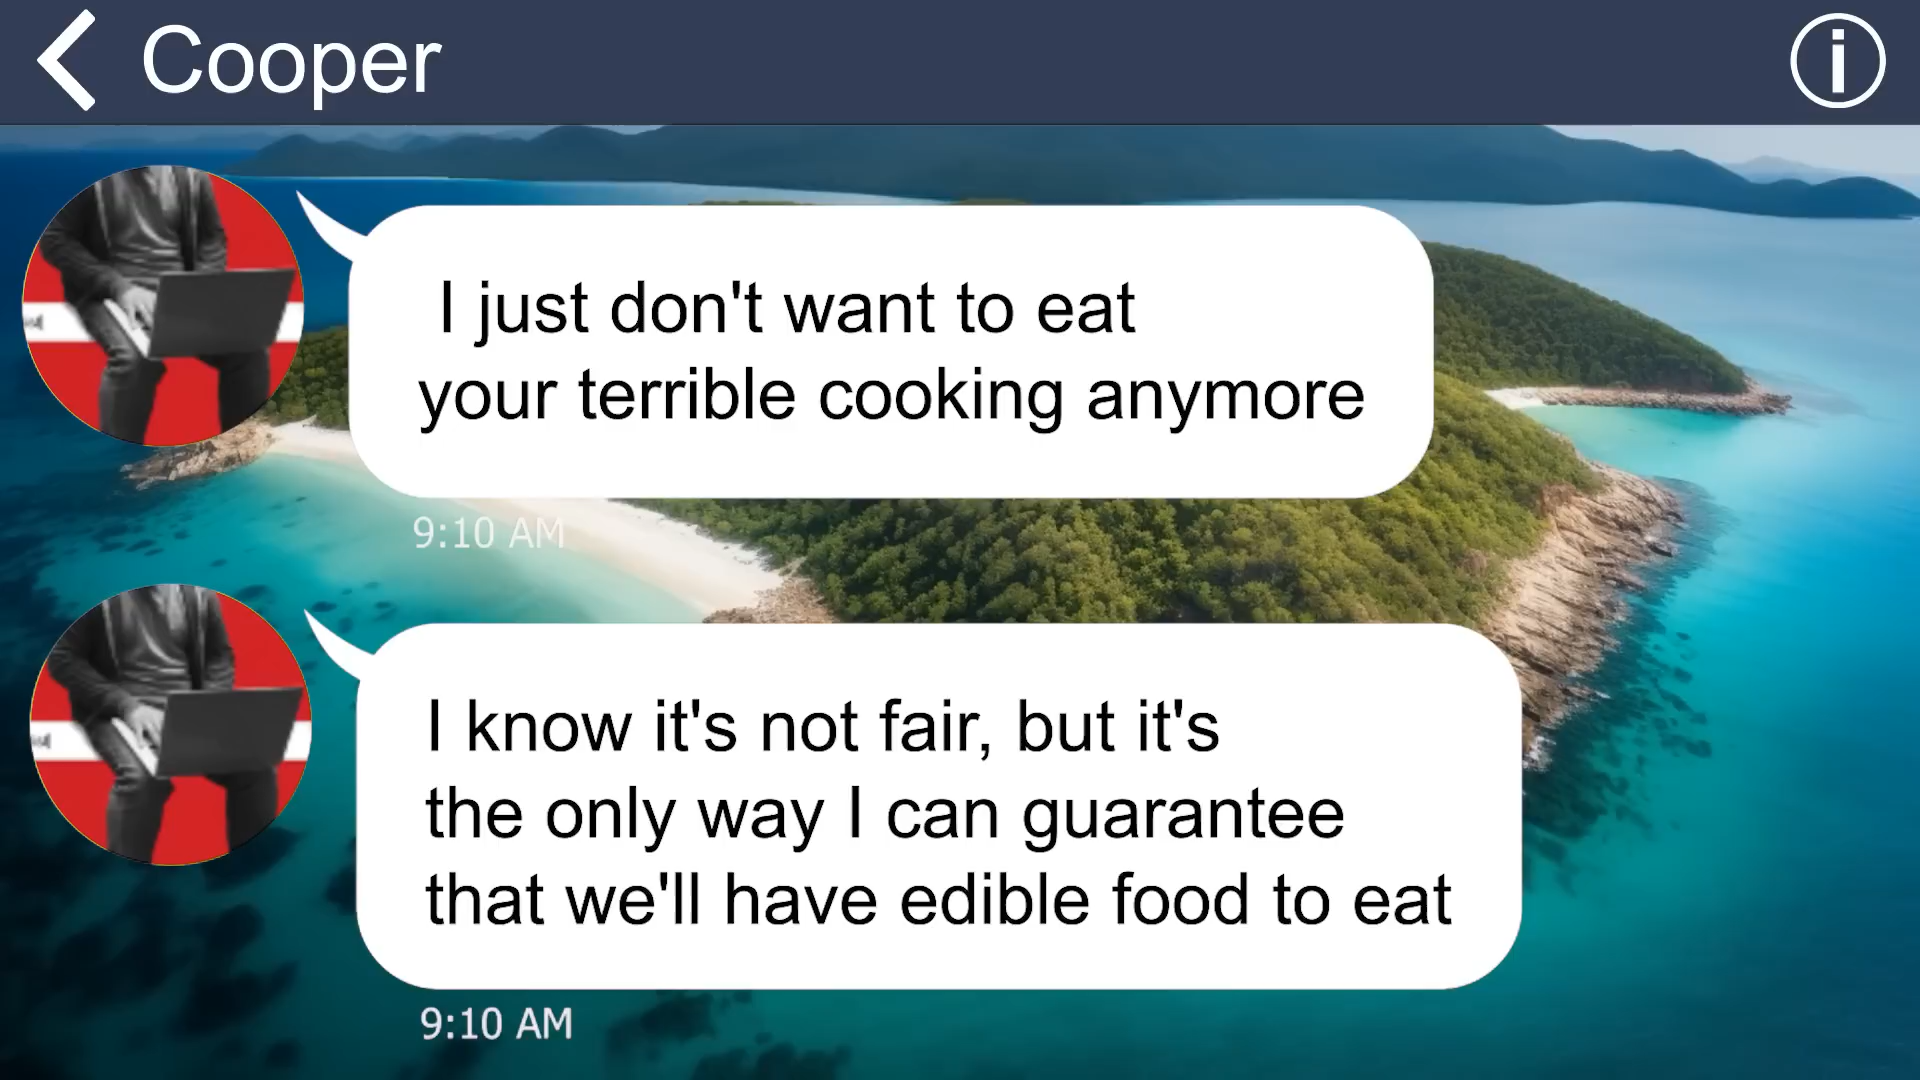 Cooper
I just don't want to eat
your terrible cooking anymore
9:10 AM
I know it's not fair, but it's
the only way I can guarantee
that we'll have edible food to eat
9:10 AM